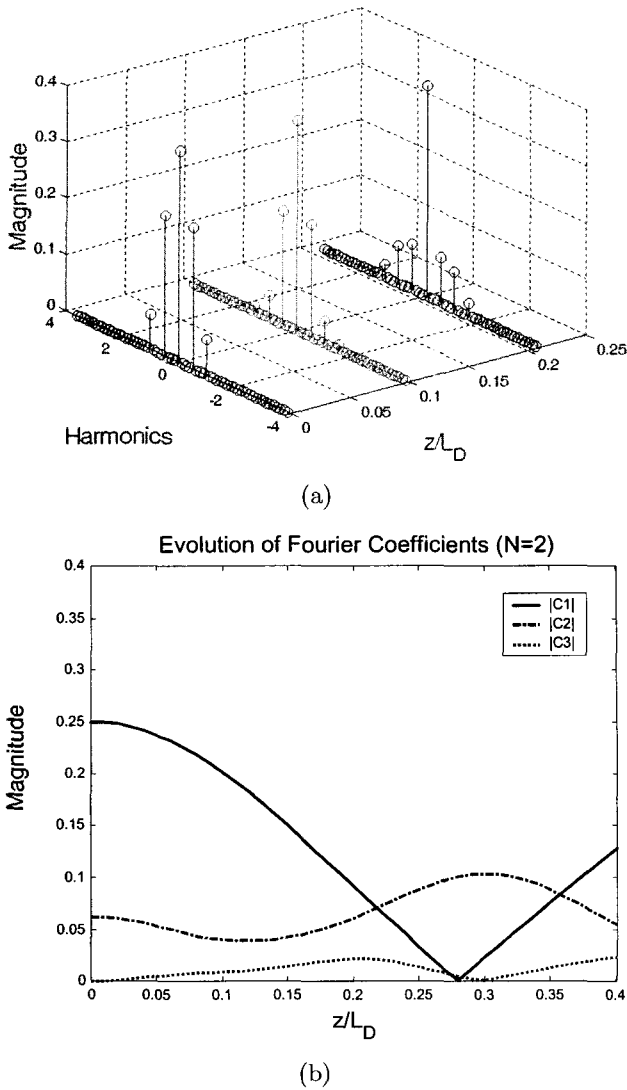 0.4
0.3
0.2
0.1
0
Magnitude
4
2
0
-2
-4
Harmonics
0
0.05
0.1
0.15
0.2
0.25
z/L_D
(a)
Evolution of Fourier Coefficients (N=2)
|C1|
|C2|
|C3|
0.4
0.35
0.3
0.25
0.2
0.15
0.1
0.05
0
Magnitude
0 0.05 0.1 0.15 0.2 0.25 0.3 0.35 0.4
z/L_D
(b)